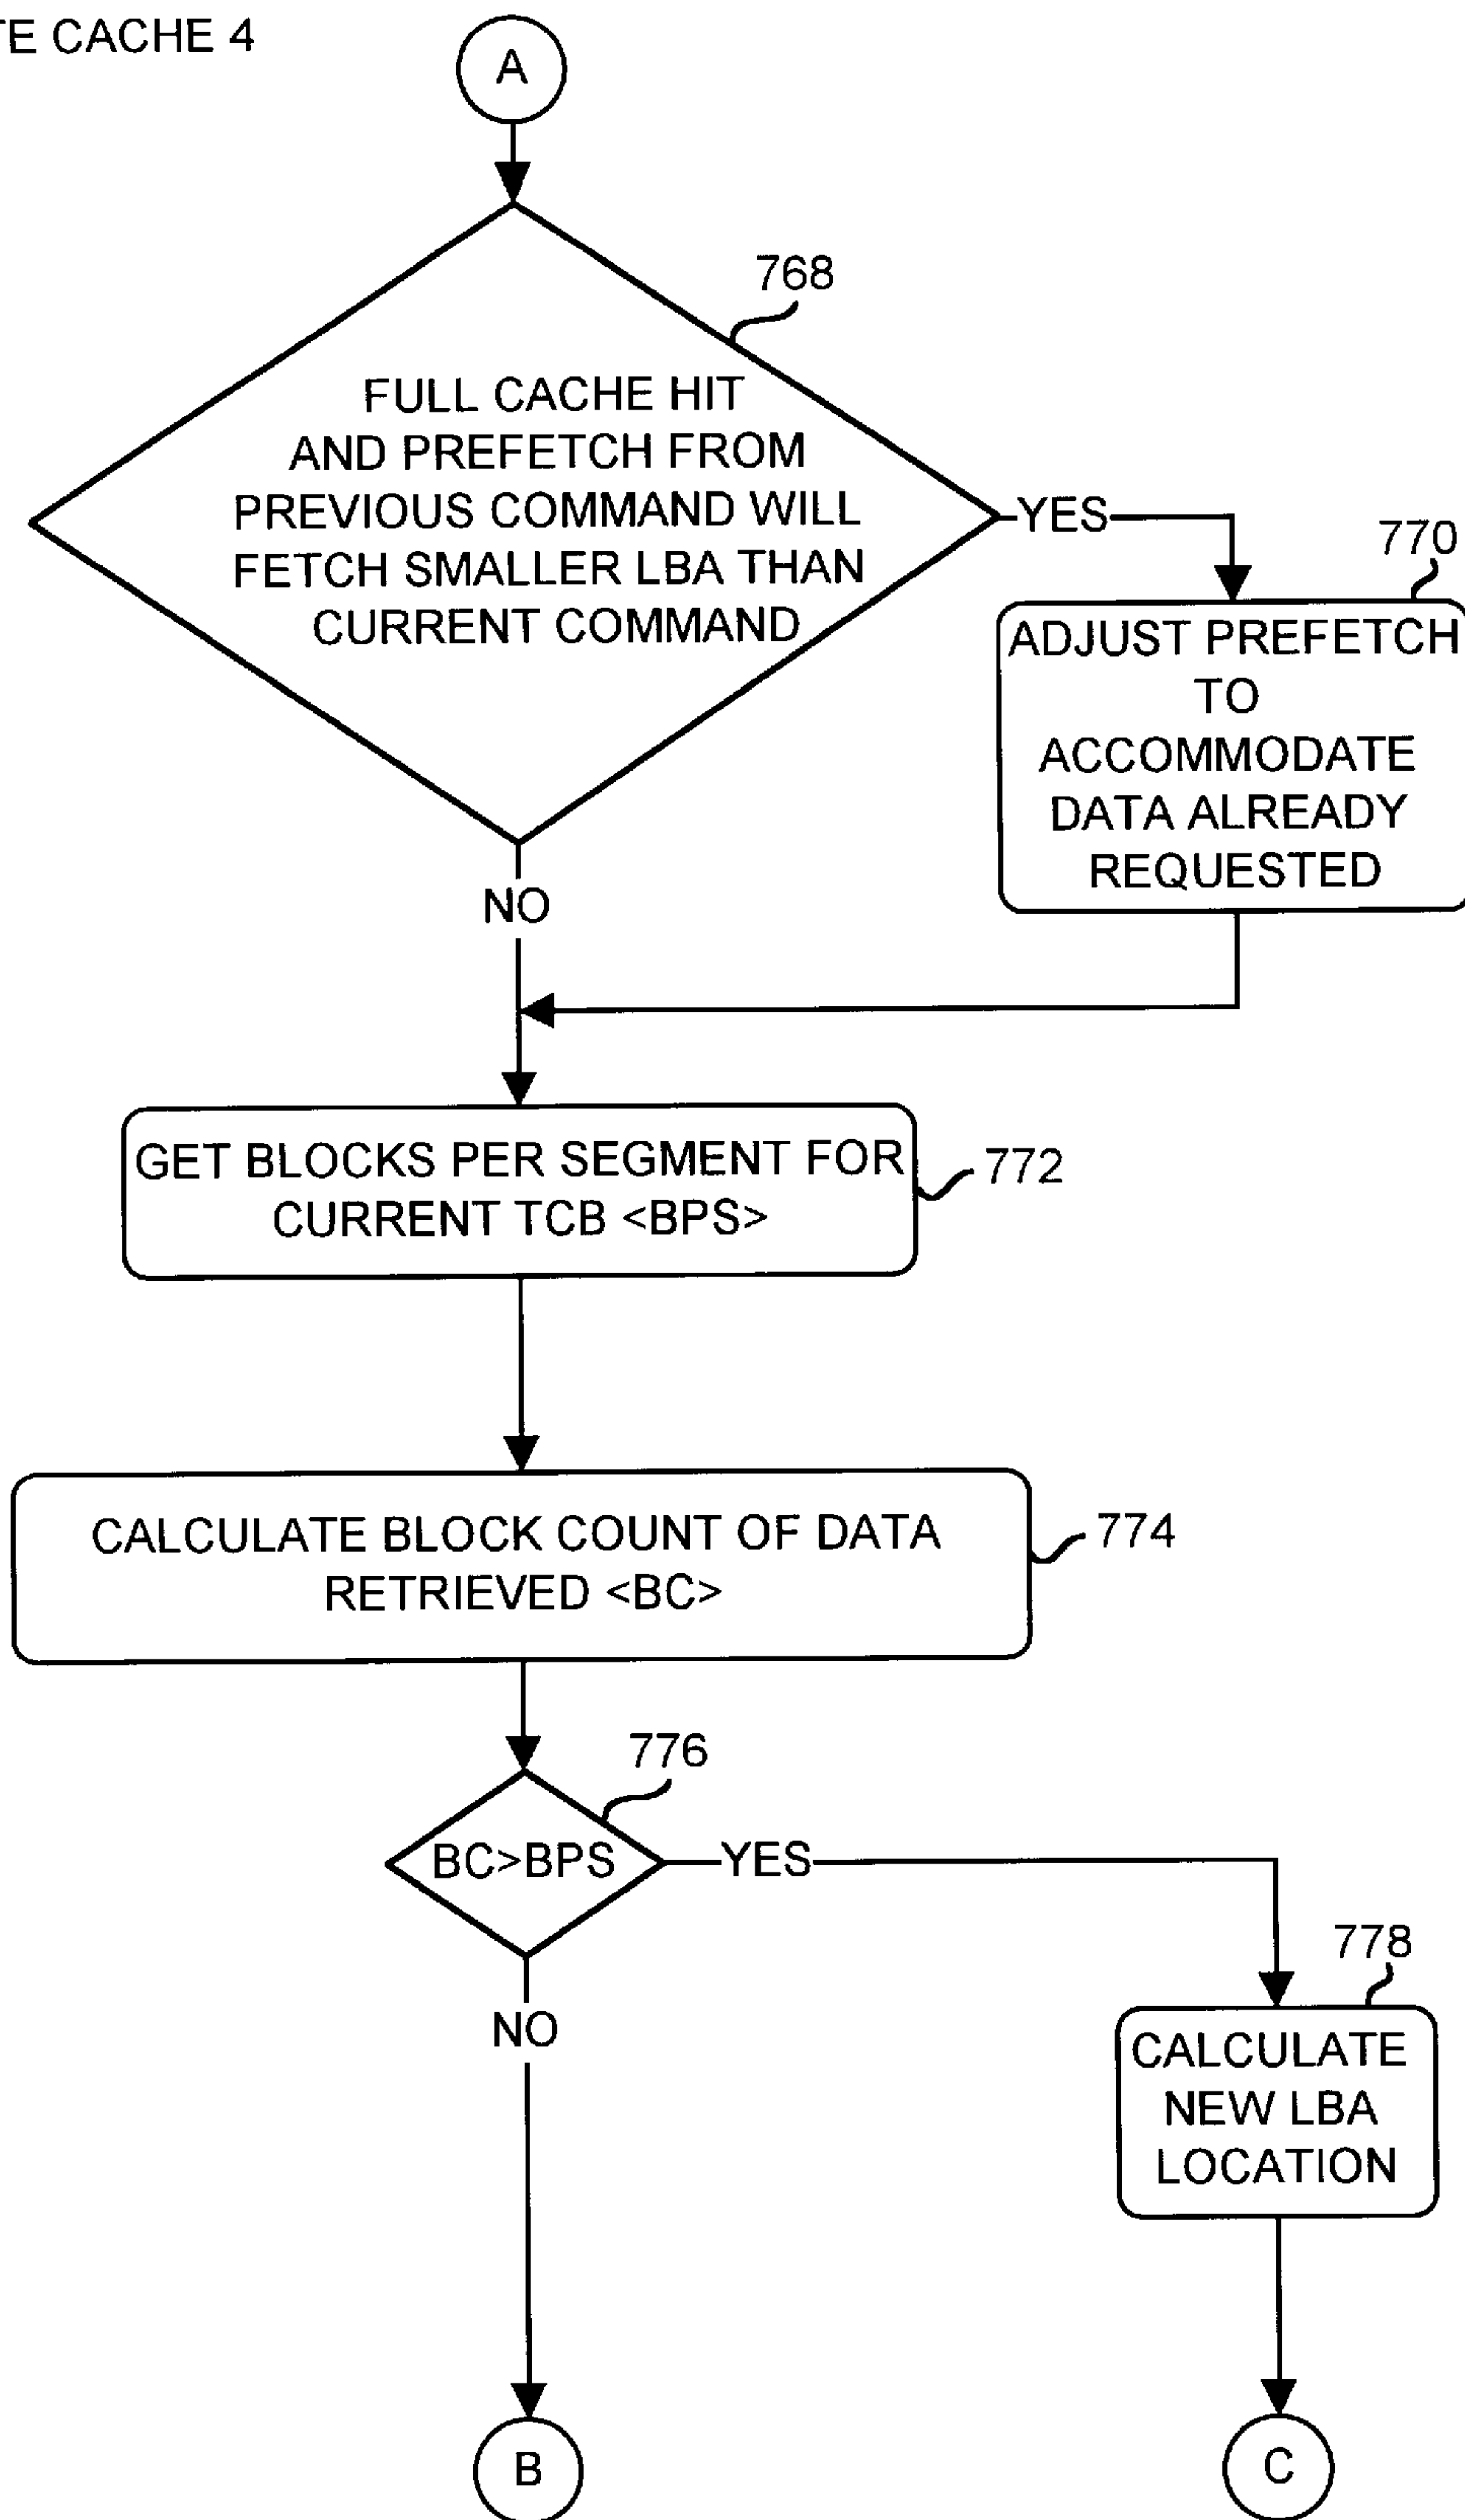 CACHE 4
A
768
FULL CACHE HIT
AND PREFETCH FROM
PREVIOUS COMMAND WILL
FETCH SMALLER LBA THAN
CURRENT COMMAND
YES
770
ADJUST PREFETCH
TO
ACCOMMODATE
DATA ALREADY
REQUESTED
NO
GET BLOCKS PER SEGMENT FOR
CURRENT TCB <BPS>
772
CALCULATE BLOCK COUNT OF DATA
RETRIEVED <BC>
774
776
BC>BPS
YES
778
NO
CALCULATE
NEW LBA
LOCATION
B
C